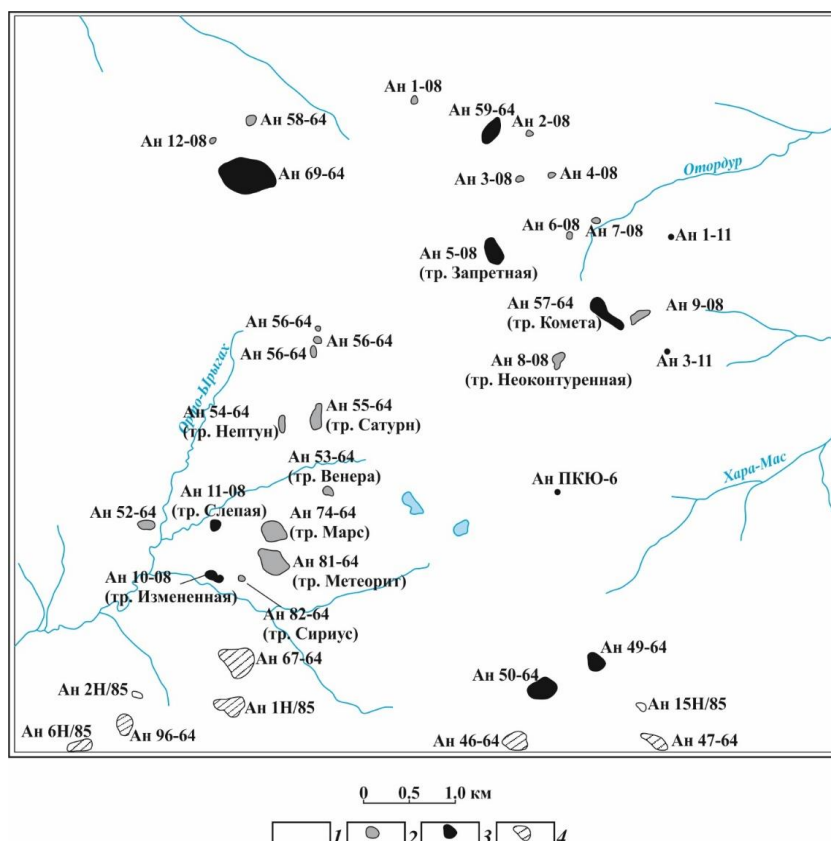 Ан 1-08
Ан 59-64
Ан 58-64
Ан 2-08
Ан 12-08
Ан 69-64
Ан 3-08
Ан 4-08
Отордур
Ан 6-08
Ан 7-08
Ан 1-11
Ан 5-08
(тр. Запретная)
Ан 57-64
(тр. Комета)
Ан 9-08
Ан 56-64
Ан 56-64
Ан 56-64
Ан 8-08
(тр. Неоконтуренная)
Ан 3-11
Ан 54-64
(тр. Нептун)
Ан 55-64
(тр. Сатурн)
Ан 53-64
(тр. Венера)
Ан ПКЮ-6
Хара-Мас
Ан 11-08
(тр. Слепая)
Ан 52-64
Ан 74-64
(тр. Марс)
Ан 81-64
(тр. Метеорит)
Ан 10-08
(тр. Измененная)
Ан 82-64
(тр. Сириус)
Ан 67-64
Ан 49-64
Ан 50-64
Ан 2Н/85
Ан 1Н/85
Ан 15Н/85
Ан 6Н/85
Ан 96-64
Ан 46-64
Ан 47-64
0 0.5 1.0 км
1 2 3 4